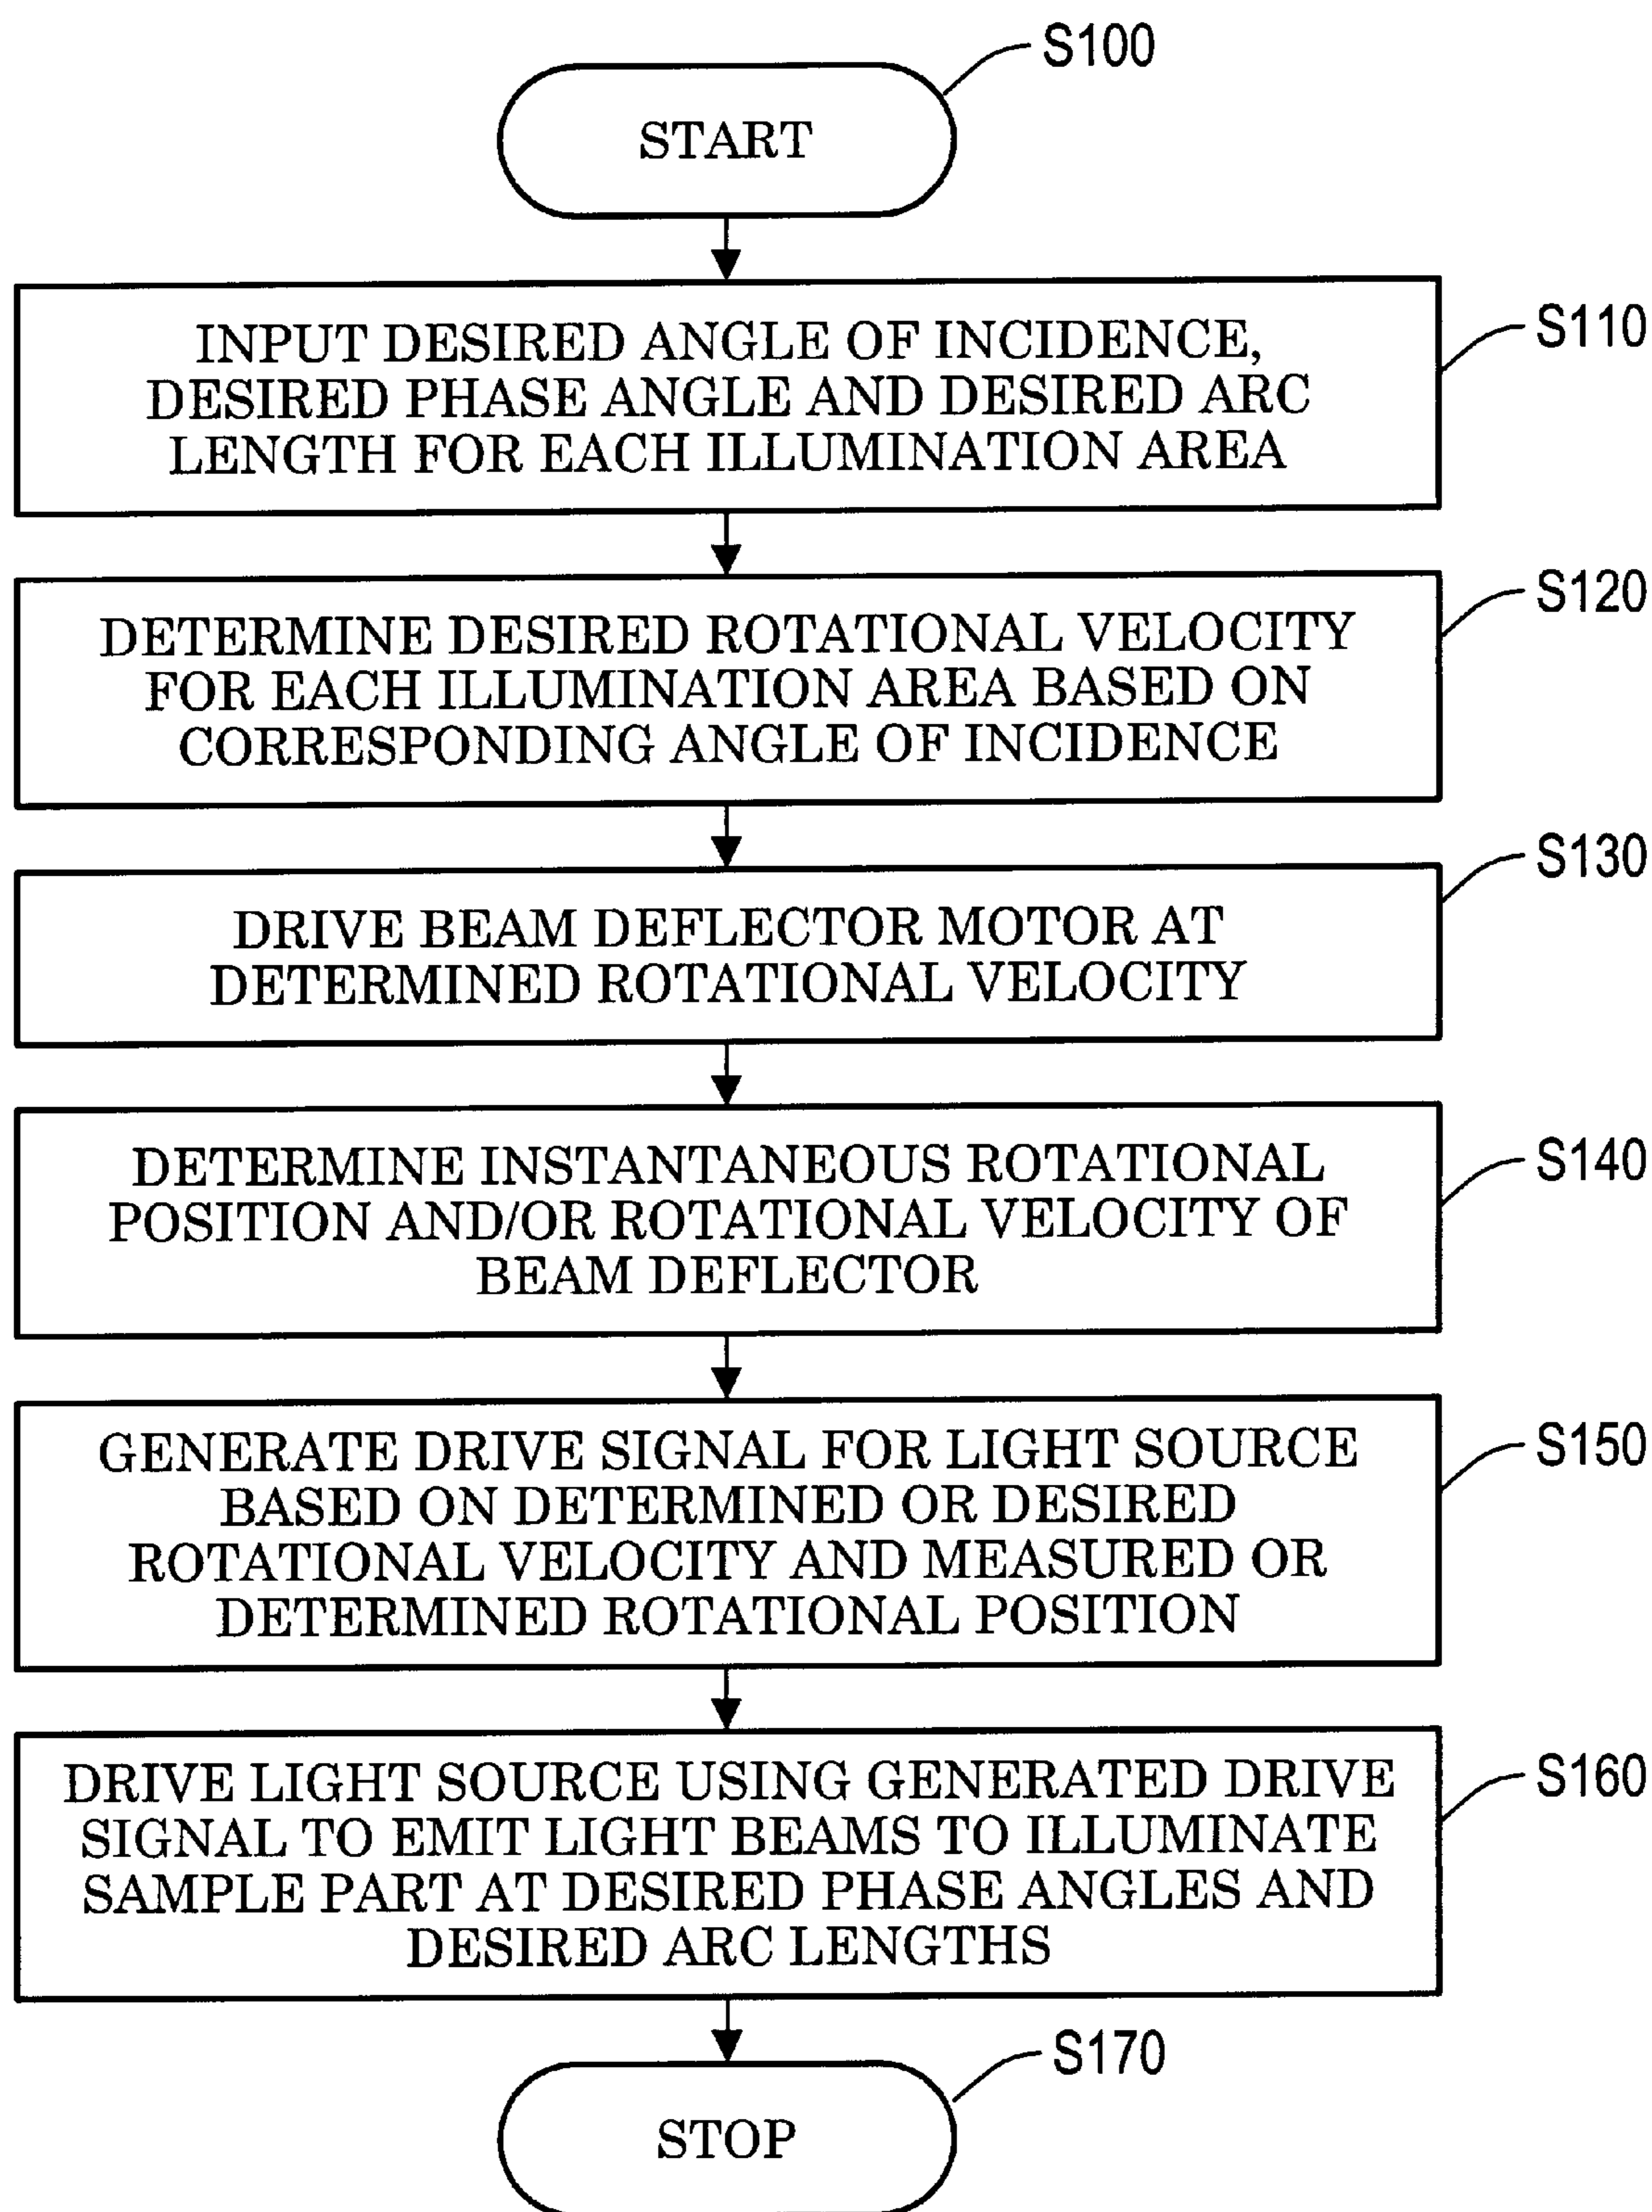 S100
START
S110
INPUT DESIRED ANGLE OF INCIDENCE,
DESIRED PHASE ANGLE AND DESIRED ARC
LENGTH FOR EACH ILLUMINATION AREA
S120
DETERMINE DESIRED ROTATIONAL VELOCITY
FOR EACH ILLUMINATION AREA BASED ON
CORRESPONDING ANGLE OF INCIDENCE
S130
DRIVE BEAM DEFLECTOR MOTOR AT
DETERMINED ROTATIONAL VELOCITY
S140
DETERMINE INSTANTANEOUS ROTATIONAL
POSITION AND/OR ROTATIONAL VELOCITY OF
BEAM DEFLECTOR
S150
GENERATE DRIVE SIGNAL FOR LIGHT SOURCE
BASED ON DETERMINED OR DESIRED
ROTATIONAL VELOCITY AND MEASURED OR
DETERMINED ROTATIONAL POSITION
S160
DRIVE LIGHT SOURCE USING GENERATED DRIVE
SIGNAL TO EMIT LIGHT BEAMS TO ILLUMINATE
SAMPLE PART AT DESIRED PHASE ANGLES AND
DESIRED ARC LENGTHS
S170
STOP